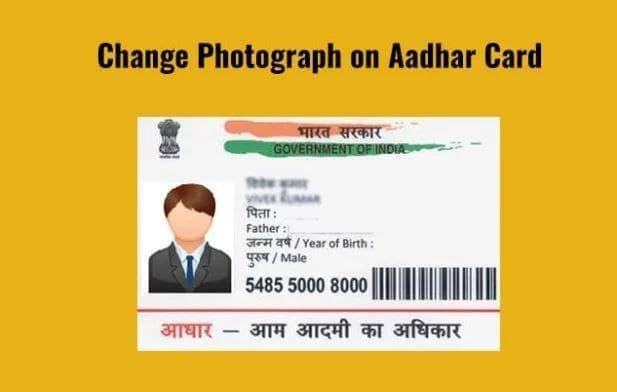 Change Photograph on Aadhar Card
भारत सरकार
GOVERNMENT OF INDIA
VIVEK KUMAR
पिता :
Father :
जन्म वर्ष / Year of Birth :
पुरुष / Male
5485 5000 8000
आधार — आम आदमी का अधिकार